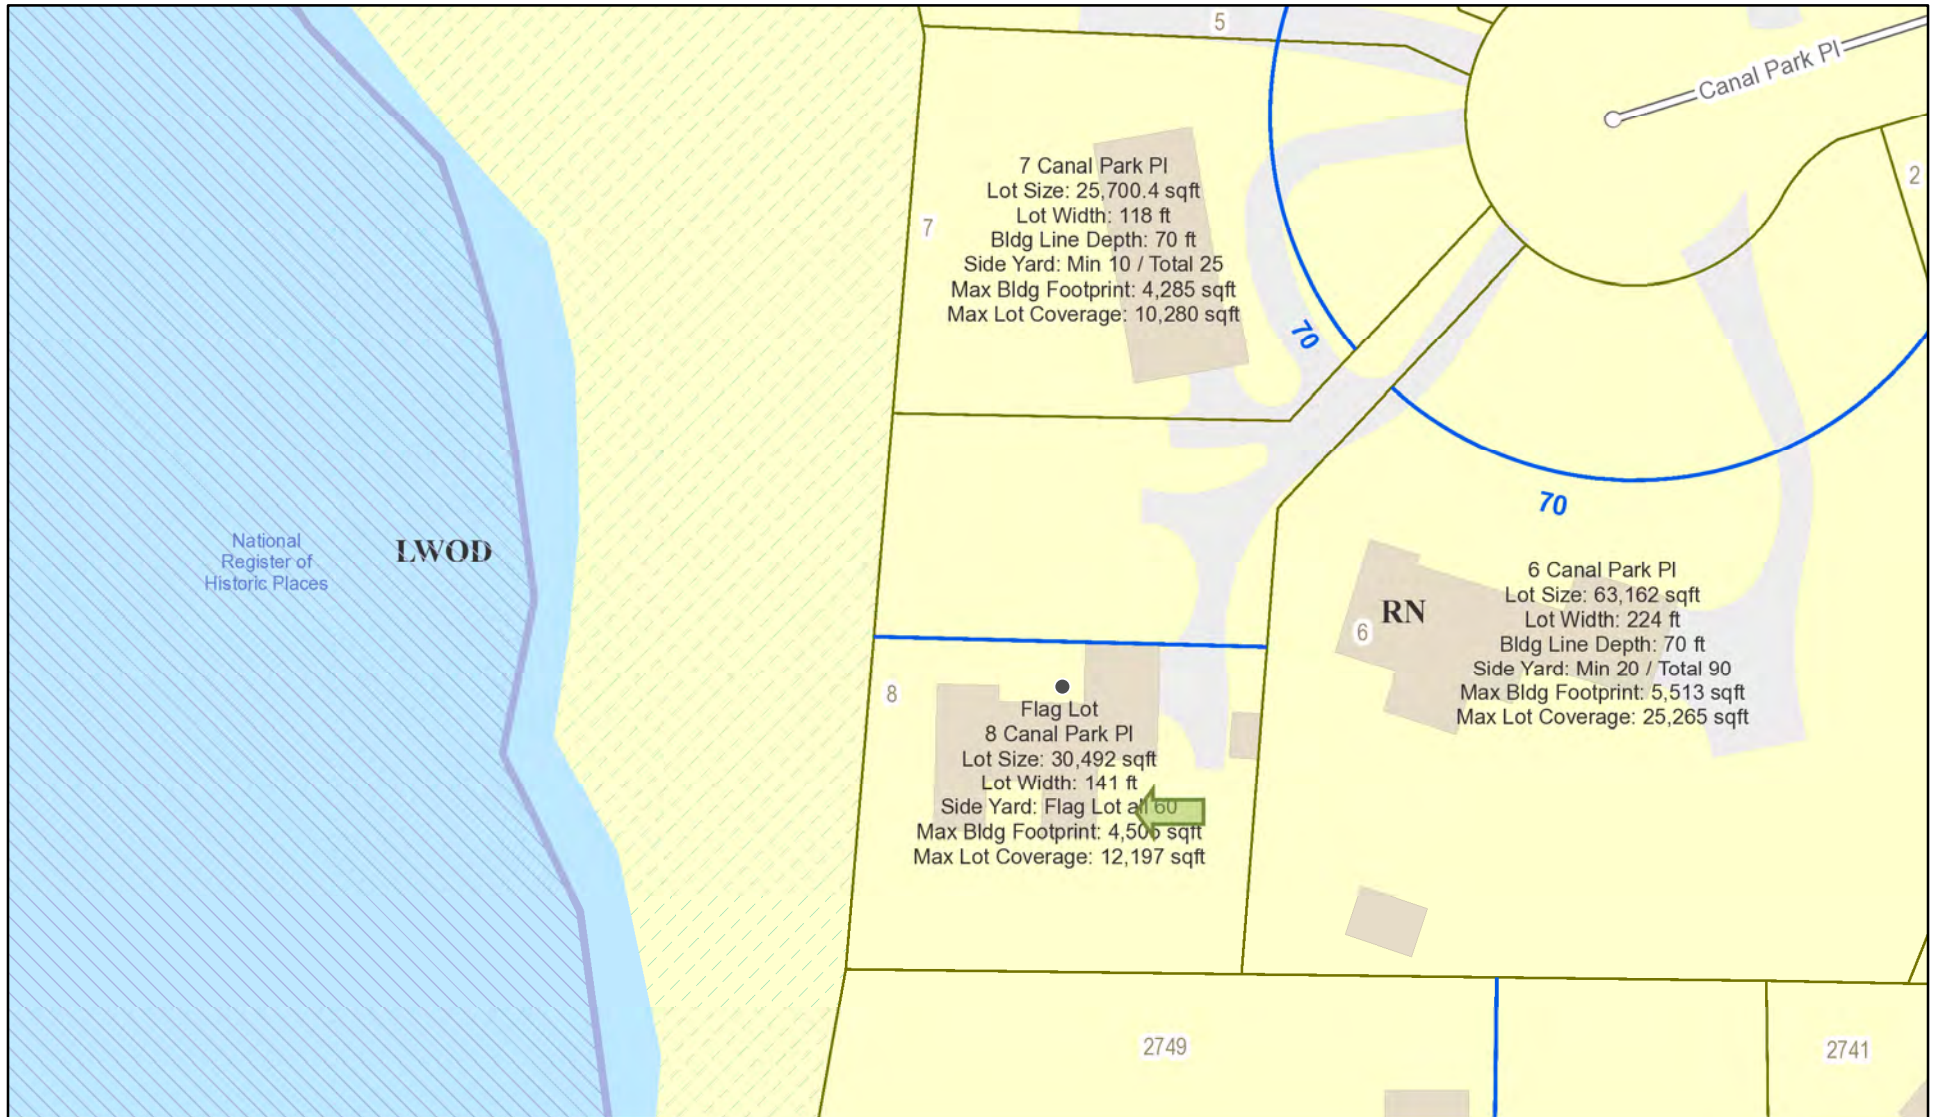 5
Canal Park Pl
2
7 Canal Park Pl
Lot Size: 25,700.4 sqft
Lot Width: 118 ft
Bldg Line Depth: 70 ft
Side Yard: Min 10 / Total 25
Max Bldg Footprint: 4,285 sqft
Max Lot Coverage: 10,280 sqft
7
70
70
National
Register of
Historic Places
LWOD
6 Canal Park Pl
Lot Size: 63,162 sqft
Lot Width: 224 ft
Bldg Line Depth: 70 ft
Side Yard: Min 20 / Total 90
Max Bldg Footprint: 5,513 sqft
Max Lot Coverage: 25,265 sqft
RN
6
8
Flag Lot
8 Canal Park Pl
Lot Size: 30,492 sqft
Lot Width: 141 ft
Side Yard: Flag Lot all 60
Max Bldg Footprint: 4,505 sqft
Max Lot Coverage: 12,197 sqft
2749
2741